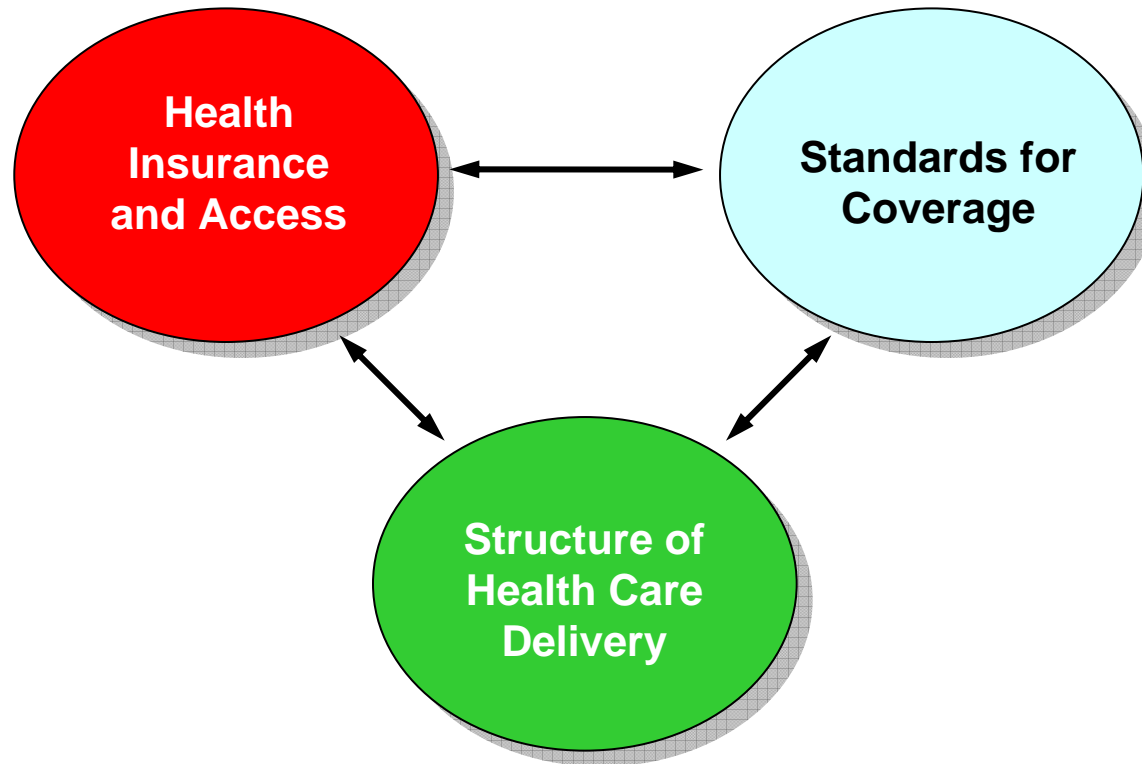 Health
Insurance
and Access
Standards for
Coverage
Structure of
Health Care
Delivery